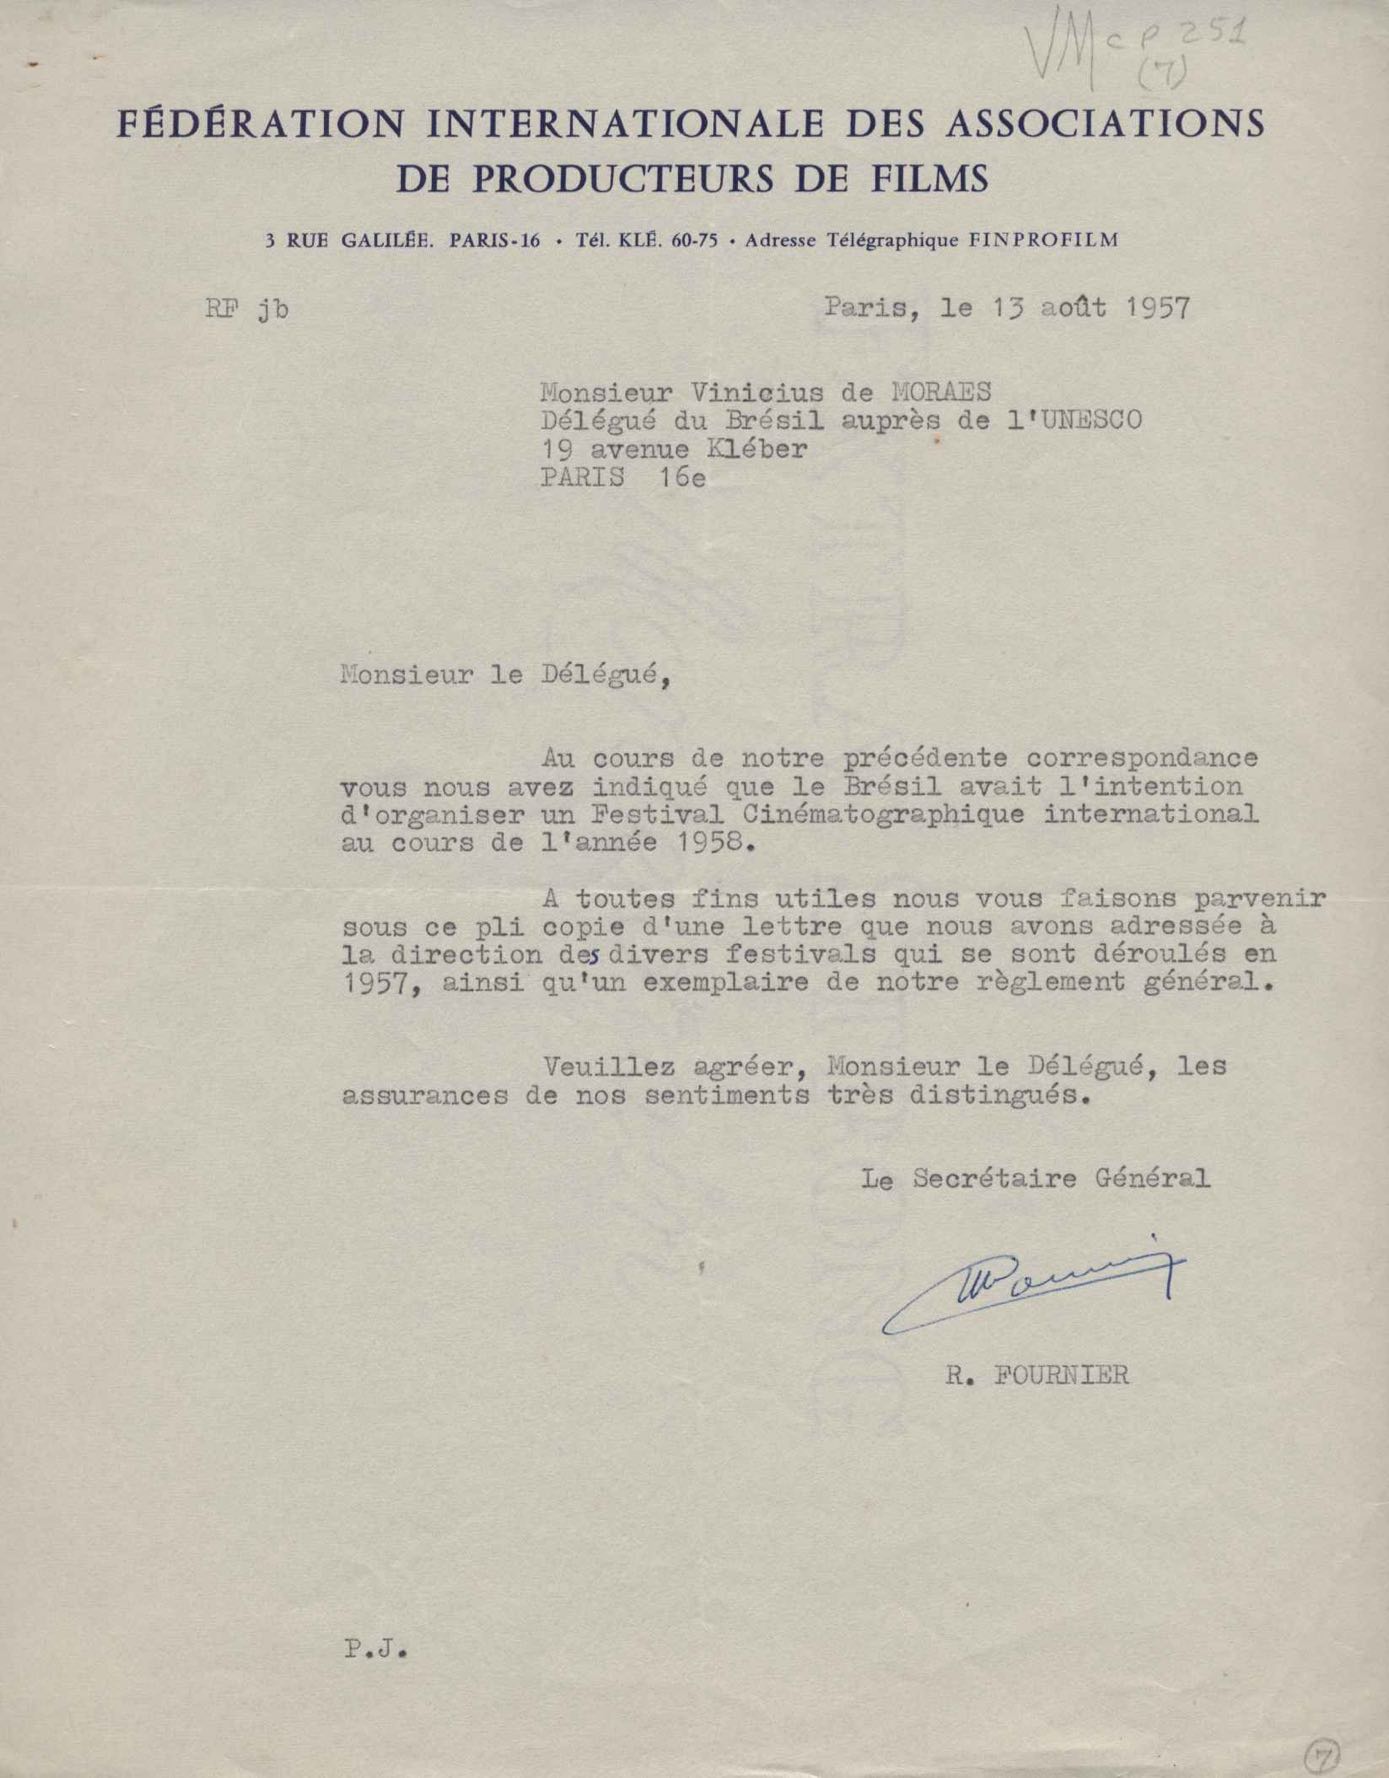 VMcp 251
(7)
FÉDÉRATION INTERNATIONALE DES ASSOCIATIONS
DE PRODUCTEURS DE FILMS
3 RUE GALILÉE. PARIS-16 • Tél. KLÉ. 60-75 • Adresse Télégraphique FINPROFILM
RF jb
Paris, le 13 août 1957
Monsieur Vinicius de MORAES
Délégué du Brésil auprès de l'UNESCO
19 avenue Kléber
PARIS 16e
Monsieur le Délégué,
Au cours de notre précédente correspondance
vous nous avez indiqué que le Brésil avait l'intention
d'organiser un Festival Cinématographique international
au cours de l'année 1958.
A toutes fins utiles nous vous faisons parvenir
sous ce pli copie d'une lettre que nous avons adressée à
la direction des divers festivals qui se sont déroulés en
1957, ainsi qu'un exemplaire de notre règlement général.
Veuillez agréer, Monsieur le Délégué, les
assurances de nos sentiments très distingués.
Le Secrétaire Général
R. FOURNIER
P.J.
7